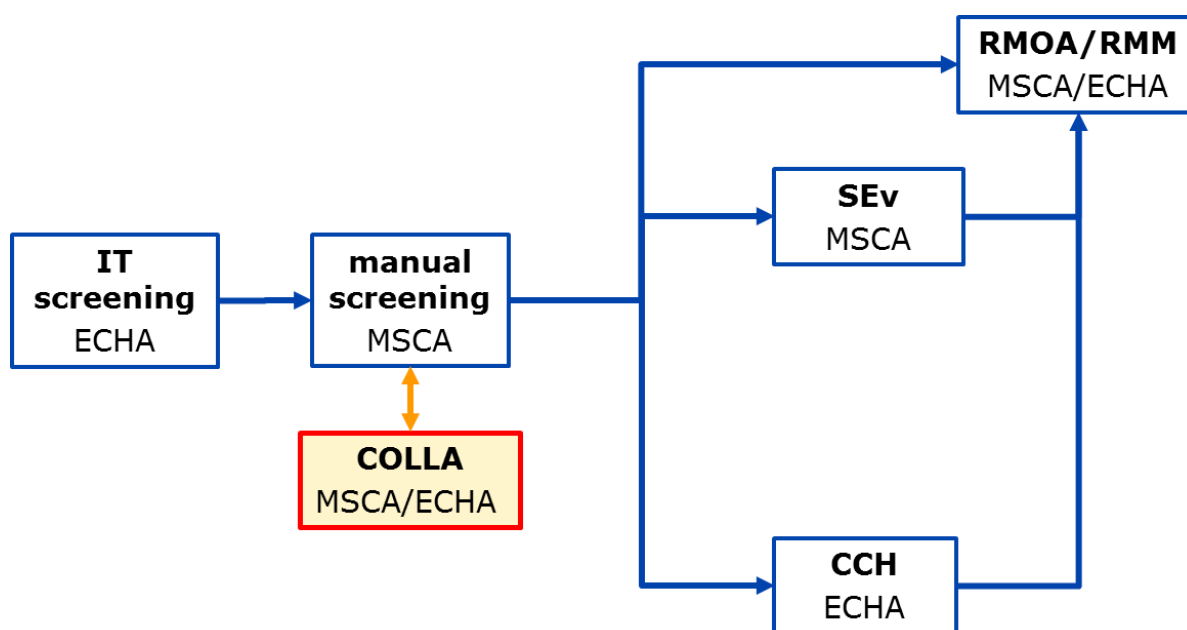 RMOA/RMM
MSCA/ECHA
SEv
MSCA
IT
screening
ECHA
manual
screening
MSCA
COLLA
MSCA/ECHA
CCH
ECHA